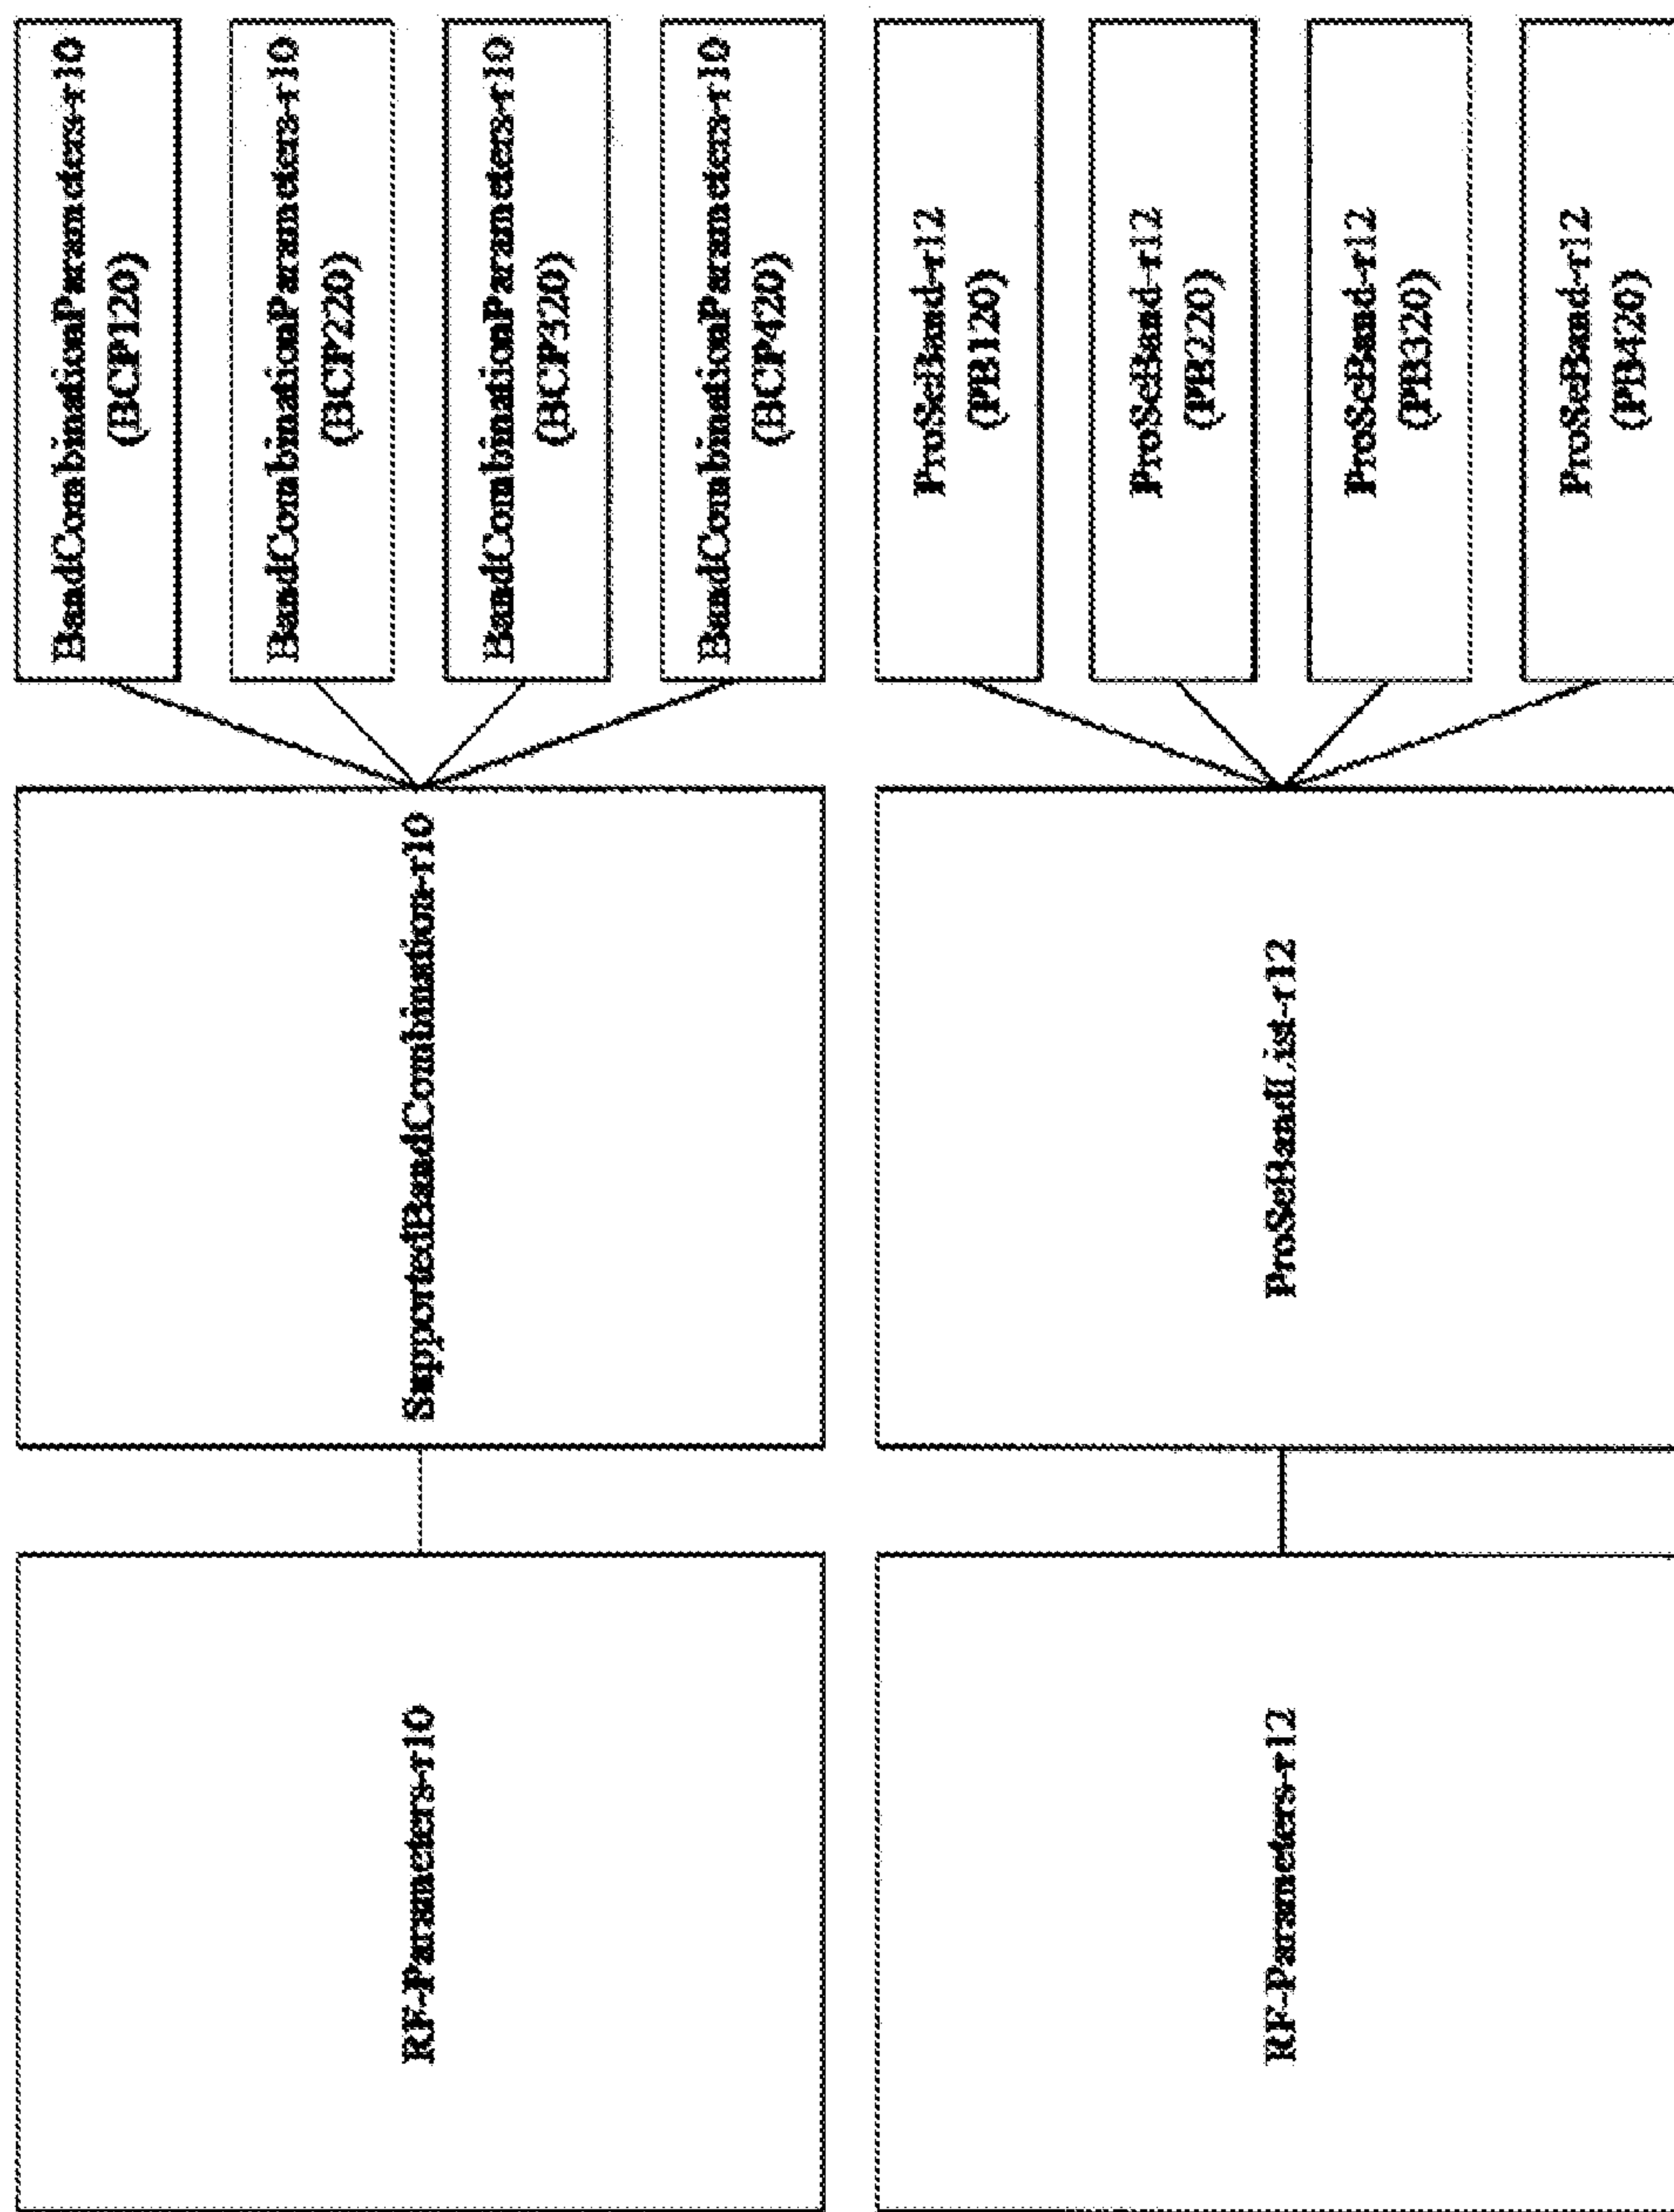 RF-Parameters-r10
SupportedBandCombination-r10
BandCombinationParameters-r10
(BCP120)
BandCombinationParameters-r10
(BCP220)
BandCombinationParameters-r10
(BCP320)
BandCombinationParameters-r10
(BCP420)
RF-Parameters-r12
ProSeBandList-r12
ProSeBand-r12
(PB120)
ProSeBand-r12
(PB220)
ProSeBand-r12
(PB320)
ProSeBand-r12
(PB420)